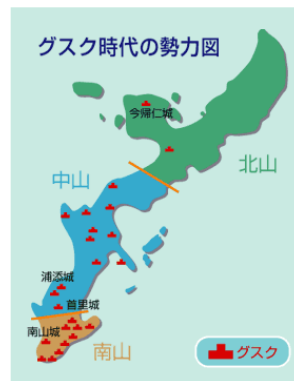 グスク時代の勢力図
今帰仁城
北山
中山
浦添城
首里城
南山城
南山
グスク